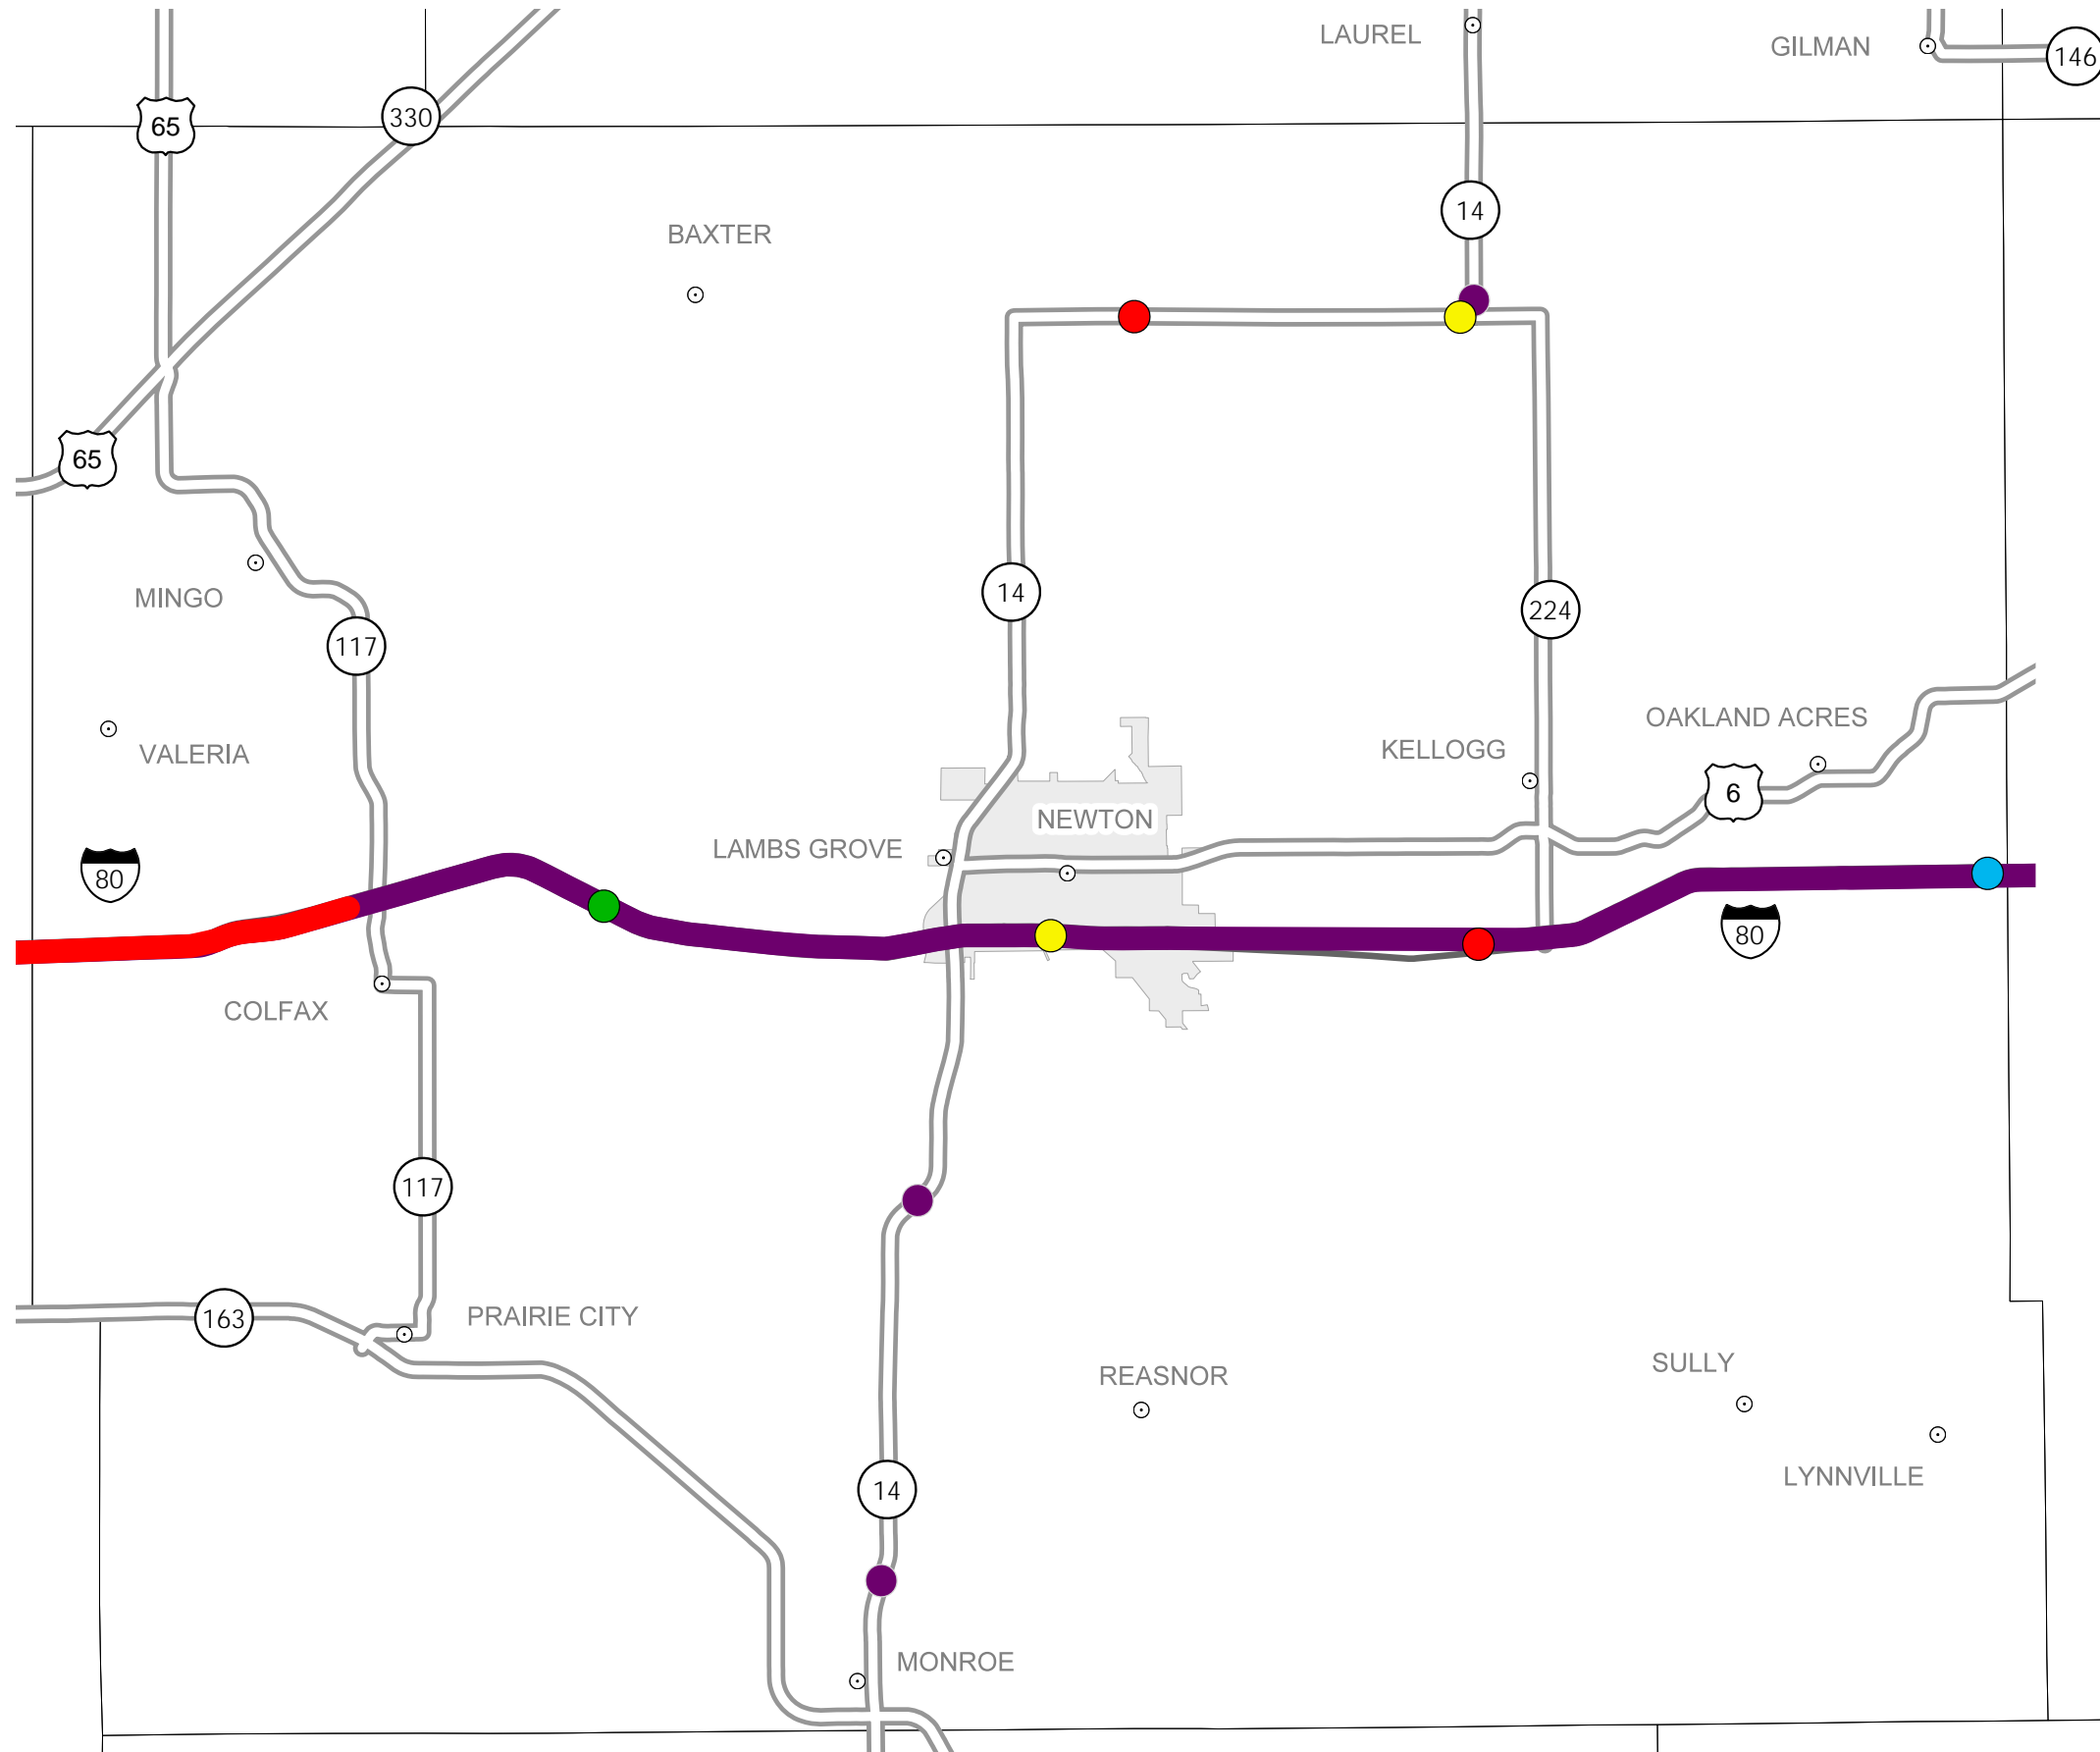 LAUREL
GILMAN
146
330
65
14
BAXTER
65
MINGO
14
224
117
OAKLAND ACRES
VALERIA
KELLOGG
6
NEWTON
LAMBS GROVE
80
80
COLFAX
117
163
PRAIRIE CITY
SULLY
REASNOR
LYNNVILLE
14
MONROE